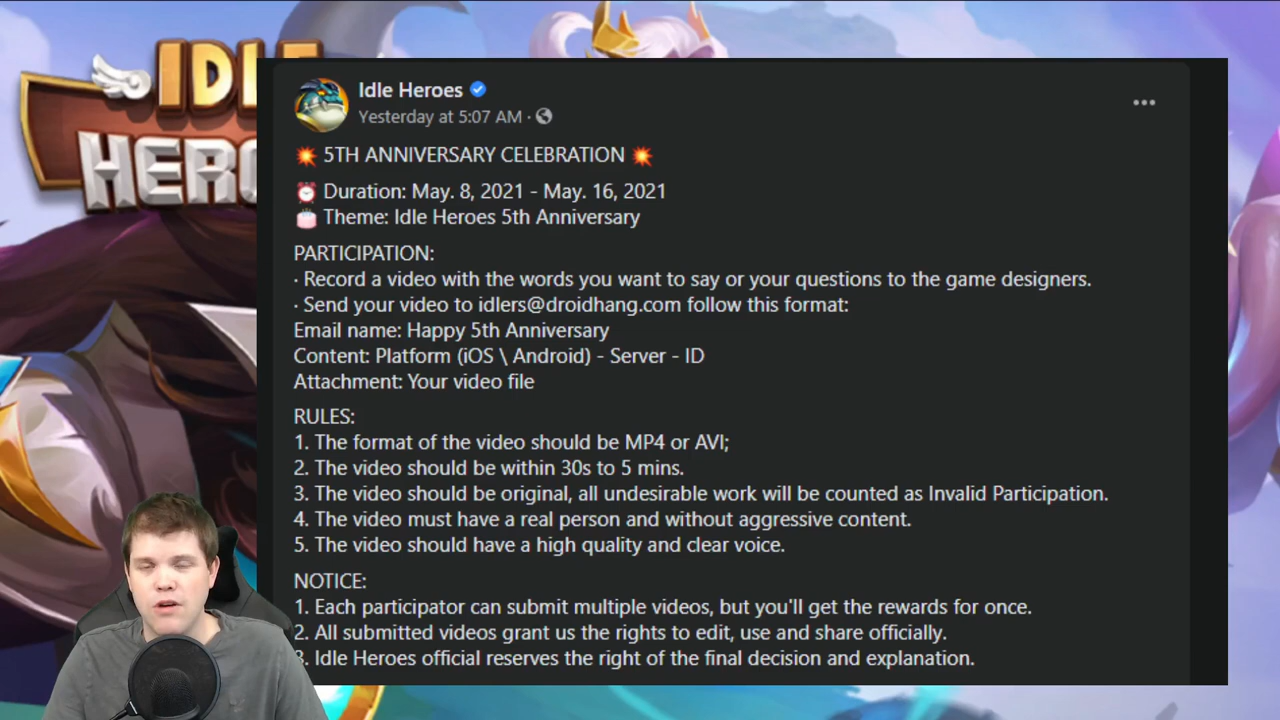 IDLE
HEROES
Idle Heroes
Yesterday at 5:07 AM ·
5TH ANNIVERSARY CELEBRATION
Duration: May. 8, 2021 - May. 16, 2021
Theme: Idle Heroes 5th Anniversary
PARTICIPATION:
· Record a video with the words you want to say or your questions to the game designers.
· Send your video to idlers@droidhang.com follow this format:
Email name: Happy 5th Anniversary
Content: Platform (iOS \ Android) - Server - ID
Attachment: Your video file
RULES:
1. The format of the video should be MP4 or AVI;
2. The video should be within 30s to 5 mins.
3. The video should be original, all undesirable work will be counted as Invalid Participation.
4. The video must have a real person and without aggressive content.
5. The video should have a high quality and clear voice.
NOTICE:
1. Each participator can submit multiple videos, but you'll get the rewards for once.
2. All submitted videos grant us the rights to edit, use and share officially.
3. Idle Heroes official reserves the right of the final decision and explanation.